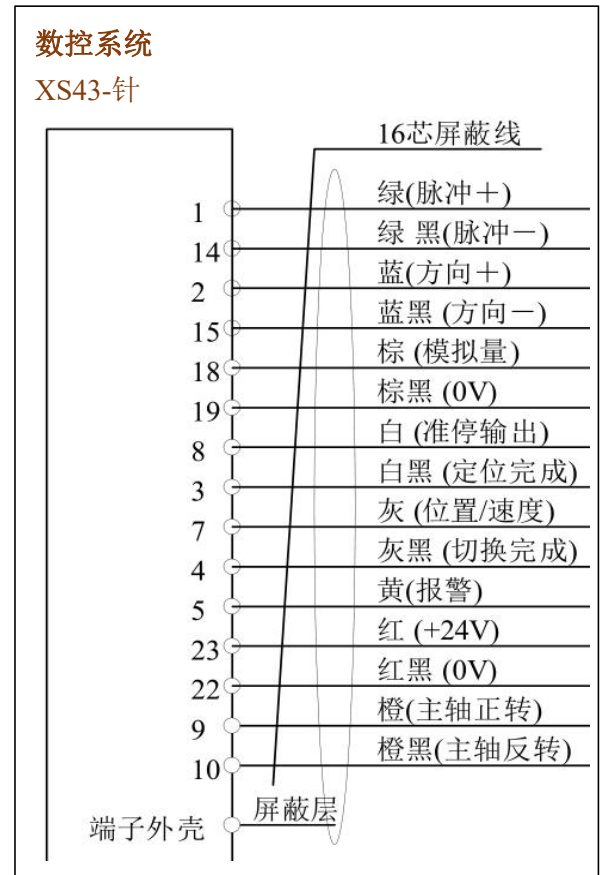 数控系统
XS43-针
16芯屏蔽线
1 绿(脉冲＋)
14 绿 黑(脉冲－)
2 蓝(方向＋)
15 蓝黑 (方向－)
18 棕 (模拟量)
19 棕黑 (0V)
8 白 (准停输出)
3 白黑 (定位完成)
7 灰 (位置/速度)
4 灰黑 (切换完成)
5 黄(报警)
23 红 (+24V)
22 红黑 (0V)
9 橙(主轴正转)
10 橙黑(主轴反转)
端子外壳 屏蔽层